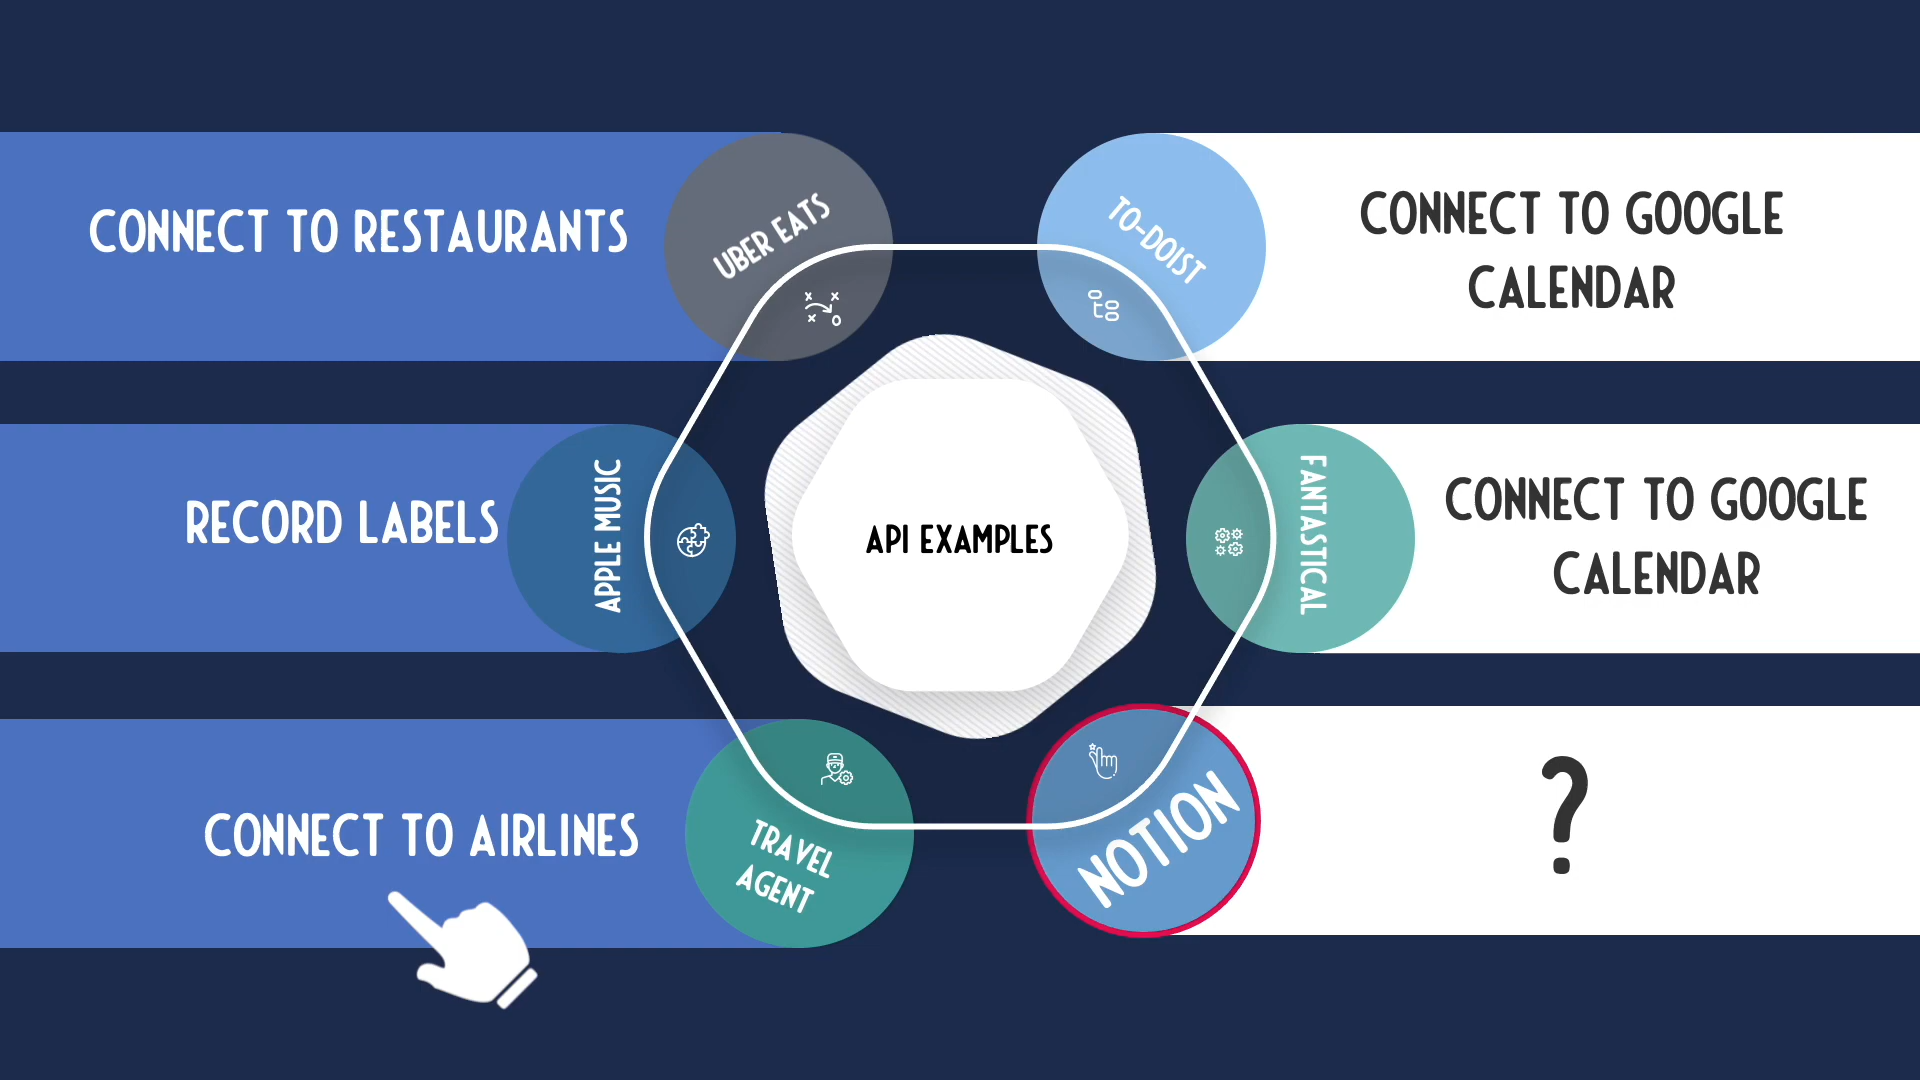 CONNECT TO RESTAURANTS
UBER EATS
TO-DOIST
CONNECT TO GOOGLE
CALENDAR
RECORD LABELS
APPLE MUSIC
API EXAMPLES
FANTASTICAL
CONNECT TO GOOGLE
CALENDAR
CONNECT TO AIRLINES
TRAVEL
AGENT
NOTION
?